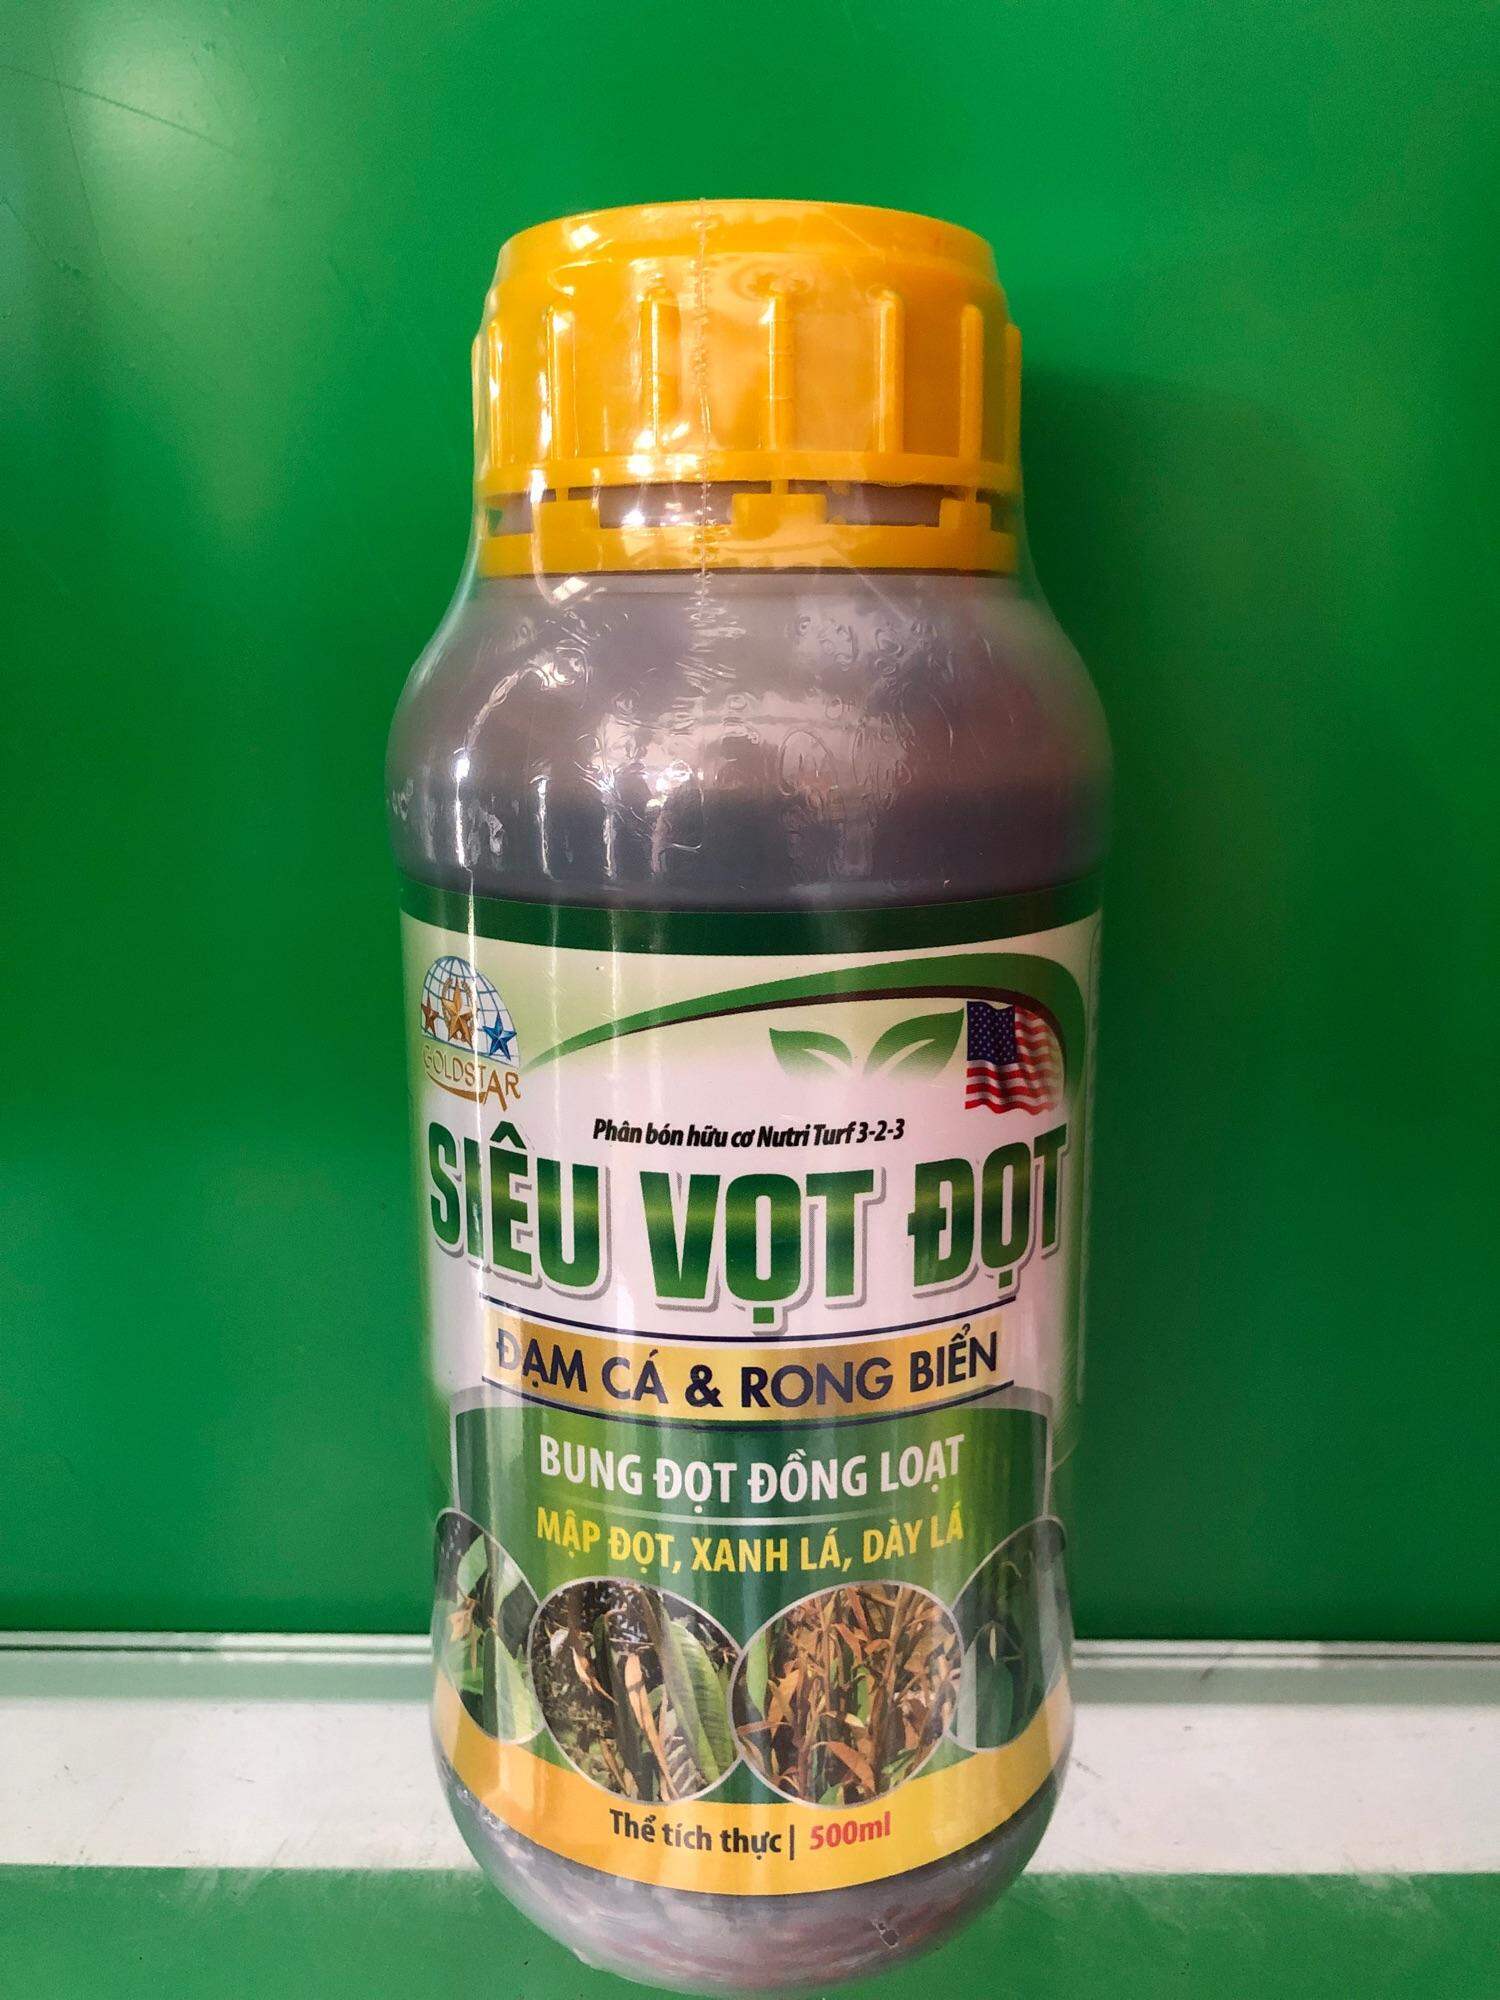 GOLDSTAR
Phân bón hữu cơ Nutri Turf 3-2-3
SIÊU VỌT ĐỌT
ĐẠM CÁ & RONG BIỂN
BUNG ĐỌT ĐỒNG LOẠT
MẬP ĐỌT, XANH LÁ, DÀY LÁ
Thể tích thực | 500ml